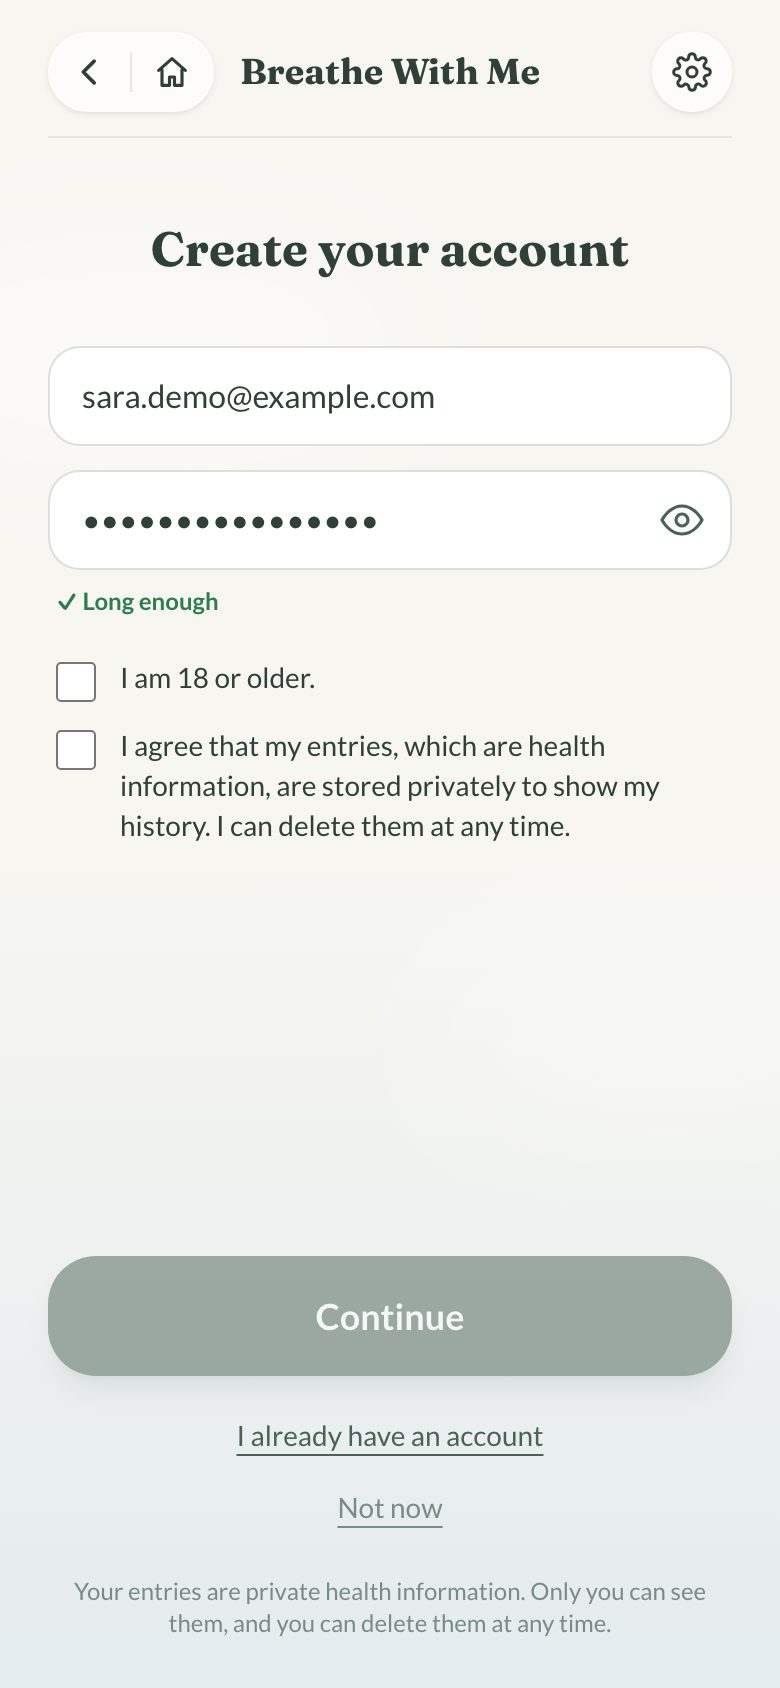 Breathe With Me
Create your account
sara.demo@example.com
••••••••••••••••
Long enough
I am 18 or older.
I agree that my entries, which are health
information, are stored privately to show my
history. I can delete them at any time.
Continue
I already have an account
Not now
Your entries are private health information. Only you can see
them, and you can delete them at any time.